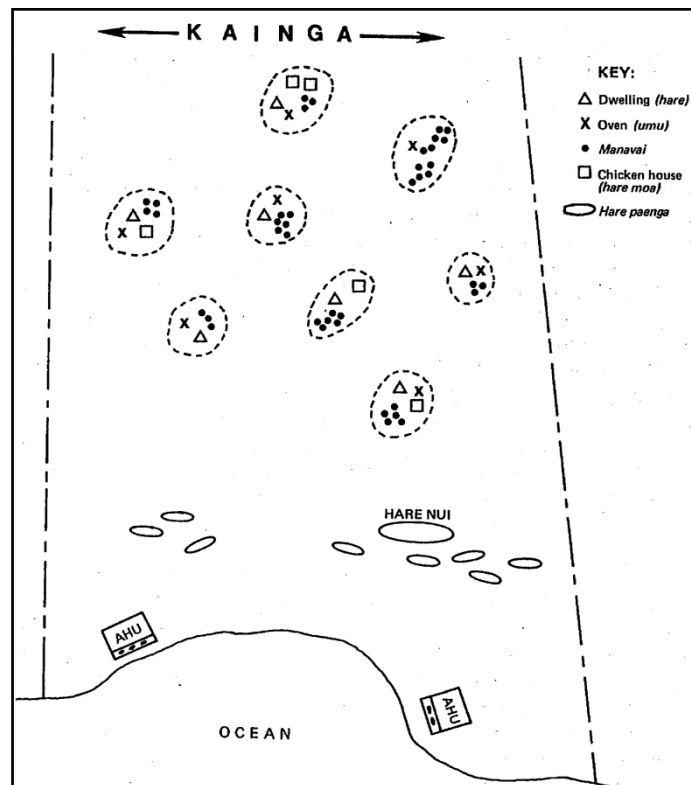 KAINGA
KEY:
Dwelling (hare)
X Oven (umu)
Manavai
Chicken house
(hare moa)
Hare paenga
X
X
X
X
X
X
X
HARE NUI
AHU
AHU
OCEAN